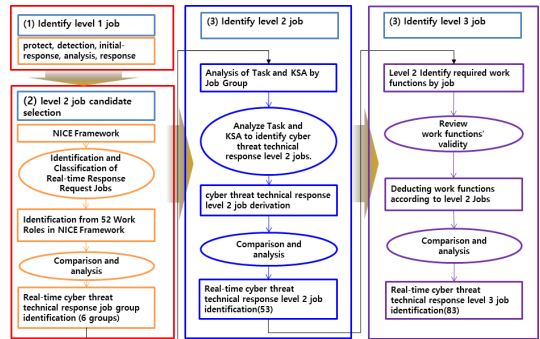 (1) Identify level 1 job
protect, detection, initial-
response, analysis, response
(2) level 2 job candidate
selection
NICE Framework
Identification and
Classification of
Real-time Response
Request Jobs
Identification from 52 Work
Roles in NICE Framework
Comparison and
analysis
Real-time cyber threat
technical response job group
identification (6 groups)
(3) Identify level 2 job
Analysis of Task and KSA by
Job Group
Analyze Task and
KSA to identify cyber
threat technical
response level 2 jobs.
cyber threat technical response
level 2 job derivation
Comparison and
analysis
Real-time cyber threat
technical response level 2 job
identification(53)
(3) Identify level 3 job
Level 2 Identify required work
functions by job
Review
work functions'
validity
Deducting work functions
according to level 2 Jobs
Comparison and
analysis
Real-time cyber threat
technical response level 3 job
identification(83)